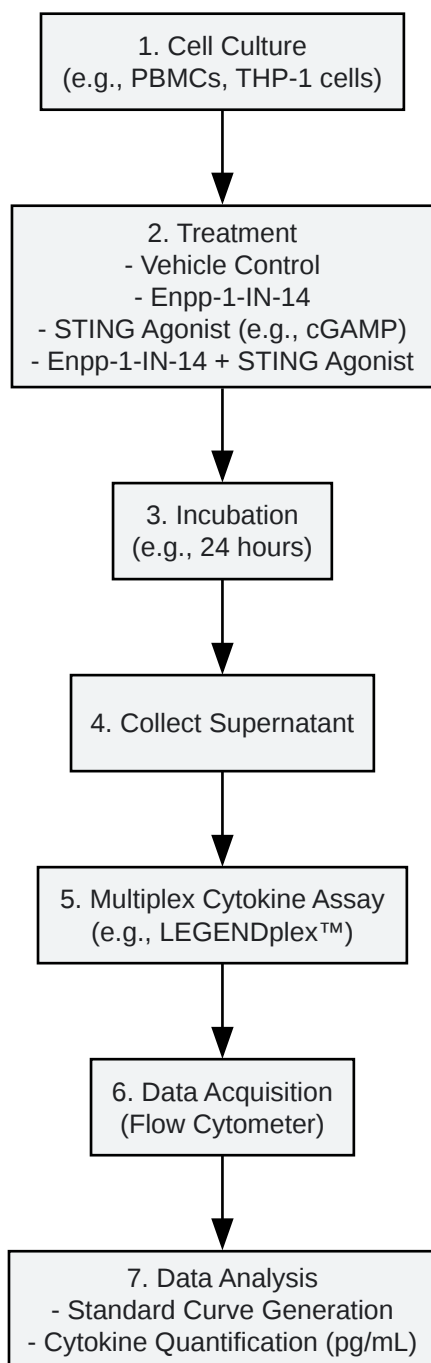 1. Cell Culture
(e.g., PBMCs, THP-1 cells)
2. Treatment
- Vehicle Control
- Enpp-1-IN-14
- STING Agonist (e.g., cGAMP)
- Enpp-1-IN-14 + STING Agonist
3. Incubation
(e.g., 24 hours)
4. Collect Supernatant
5. Multiplex Cytokine Assay
(e.g., LEGENDplex™)
6. Data Acquisition
(Flow Cytometer)
7. Data Analysis
- Standard Curve Generation
- Cytokine Quantification (pg/mL)